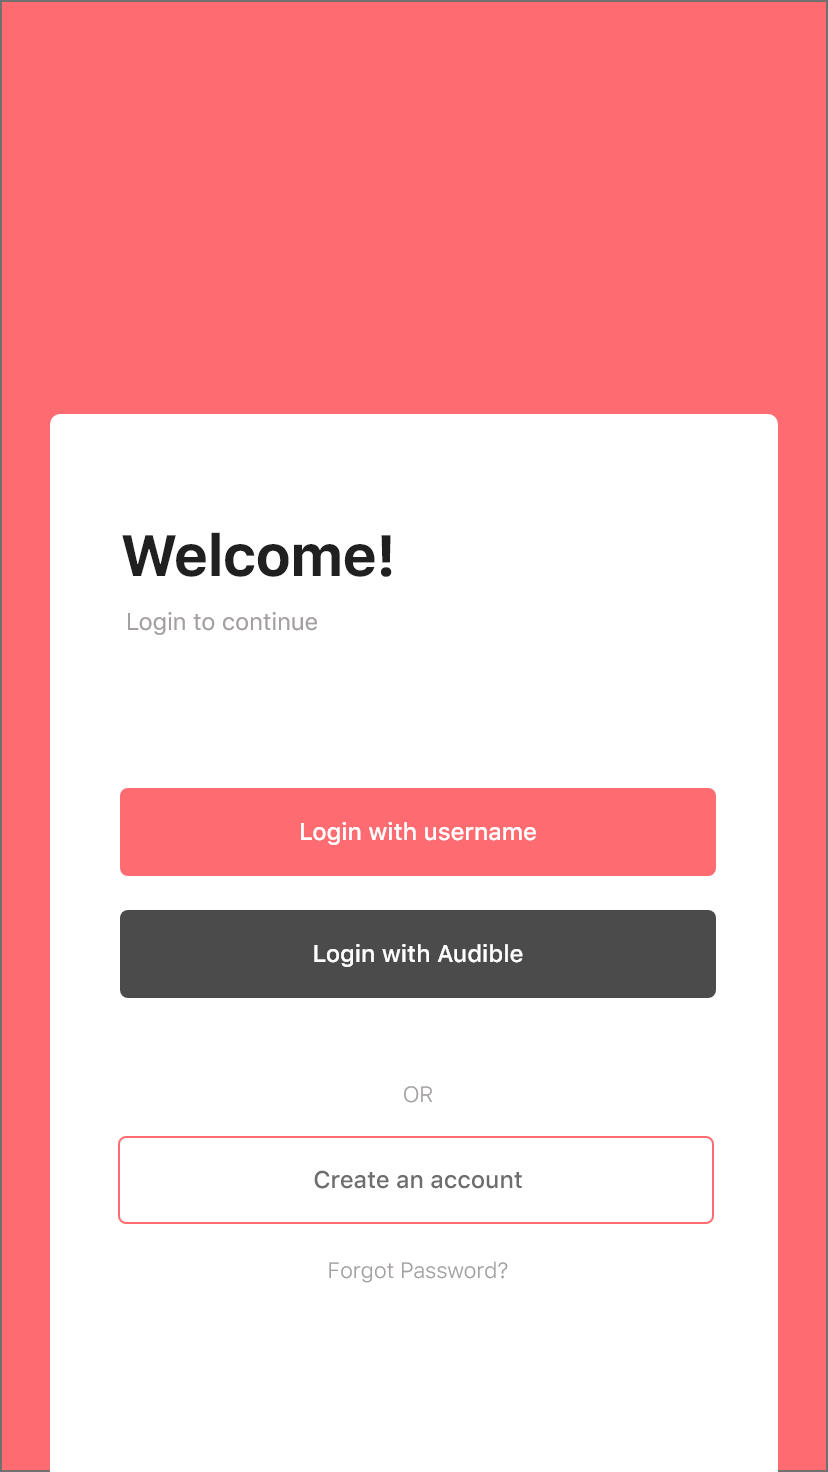 Welcome!
Login to continue
Login with username
Login with Audible
OR
Create an account
Forgot Password?